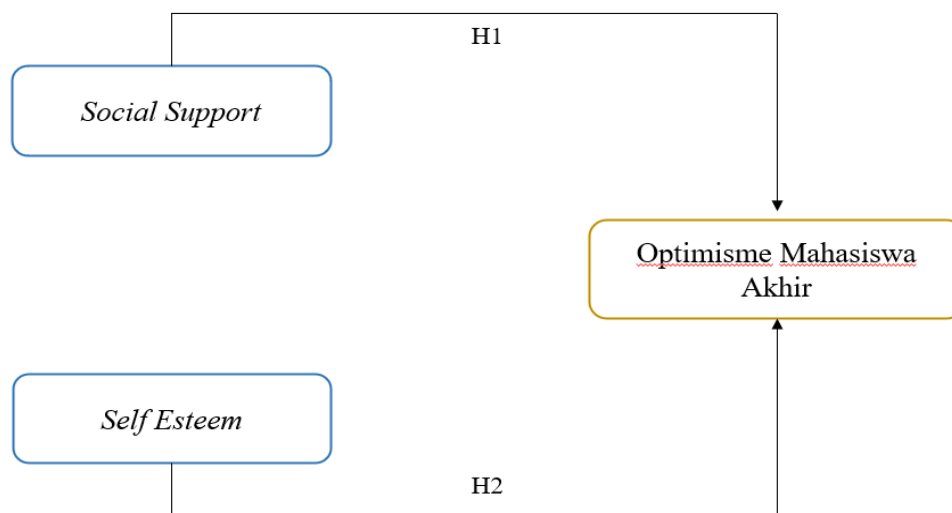 H1
Social Support
Optimisme Mahasiswa
Akhir
Self Esteem
H2